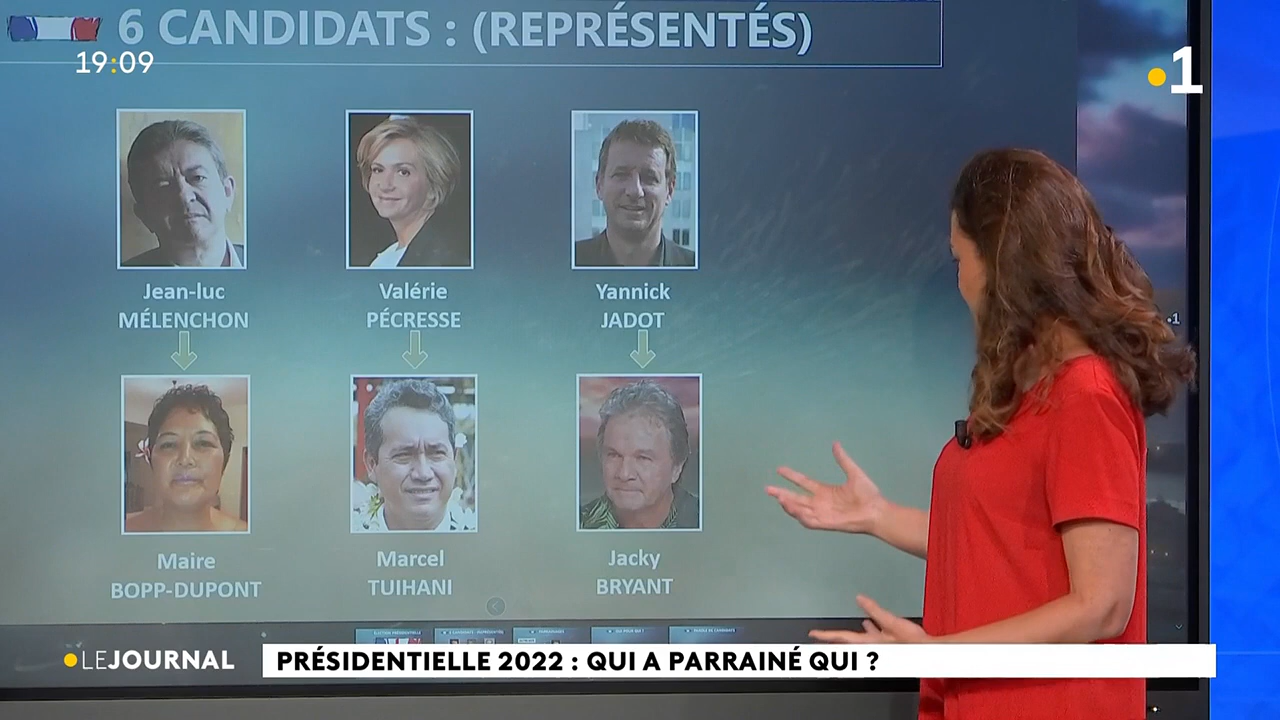 6 CANDIDATS : (REPRÉSENTÉS)
19:09
1
Jean-luc
MÉLENCHON
Valérie
PÉCRESSE
Yannick
JADOT
Maire
BOPP-DUPONT
Marcel
TUIHANI
Jacky
BRYANT
LEJOURNAL
PRÉSIDENTIELLE 2022 : QUI A PARRAINÉ QUI ?